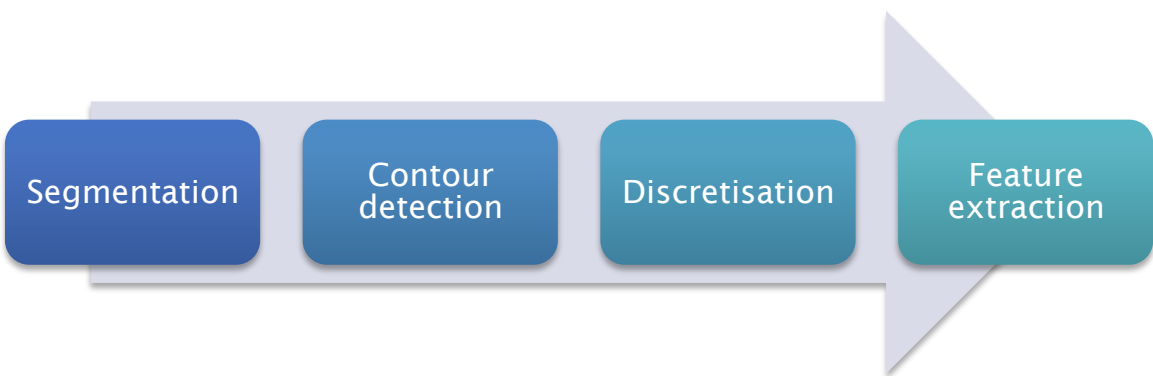 Segmentation
Contour
detection
Discretisation
Feature
extraction